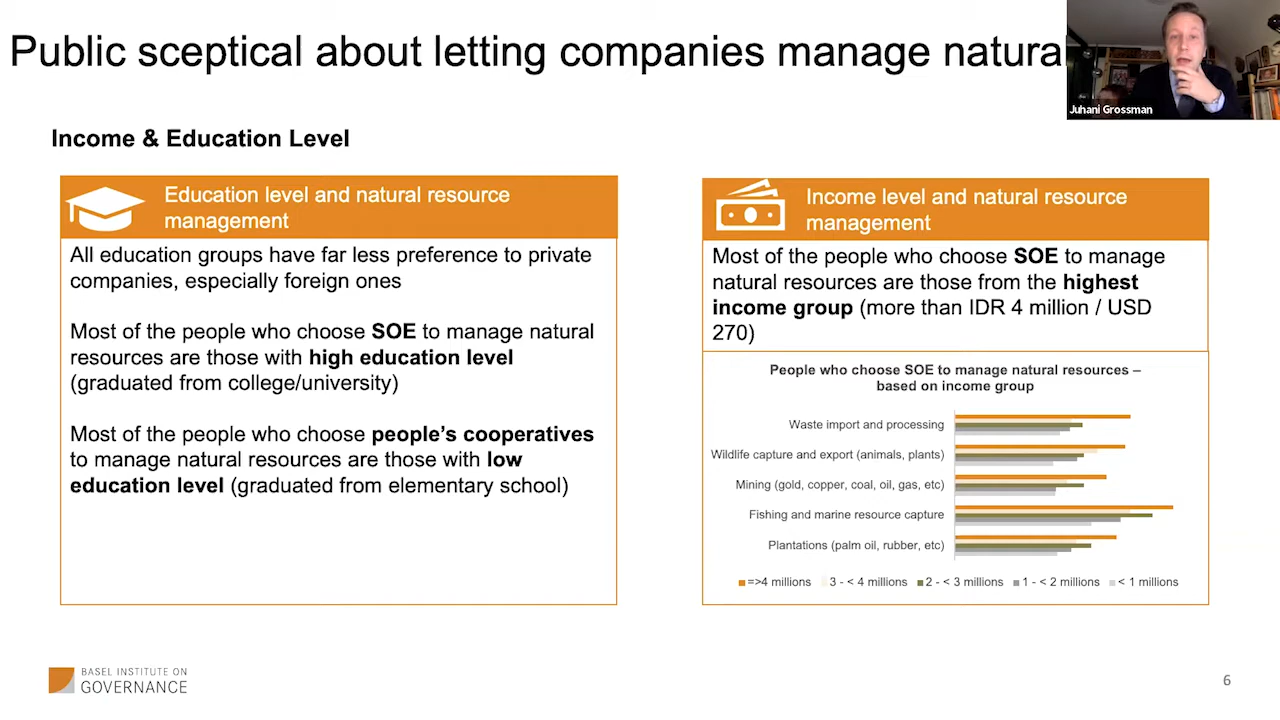 Public sceptical about letting companies manage natura
Juhani Grossman
Income & Education Level
Education level and natural resource
management
All education groups have far less preference to private
companies, especially foreign ones
Most of the people who choose SOE to manage natural
resources are those with high education level
(graduated from college/university)
Most of the people who choose people’s cooperatives
to manage natural resources are those with low
education level (graduated from elementary school)
Income level and natural resource
management
Most of the people who choose SOE to manage
natural resources are those from the highest
income group (more than IDR 4 million / USD
270)
People who choose SOE to manage natural resources –
based on income group
Waste import and processing
Wildlife capture and export (animals, plants)
Mining (gold, copper, coal, oil, gas, etc)
Fishing and marine resource capture
Plantations (palm oil, rubber, etc)
=>4 millions 3 - < 4 millions 2 - < 3 millions 1 - < 2 millions < 1 millions
BASEL INSTITUTE ON
GOVERNANCE
6